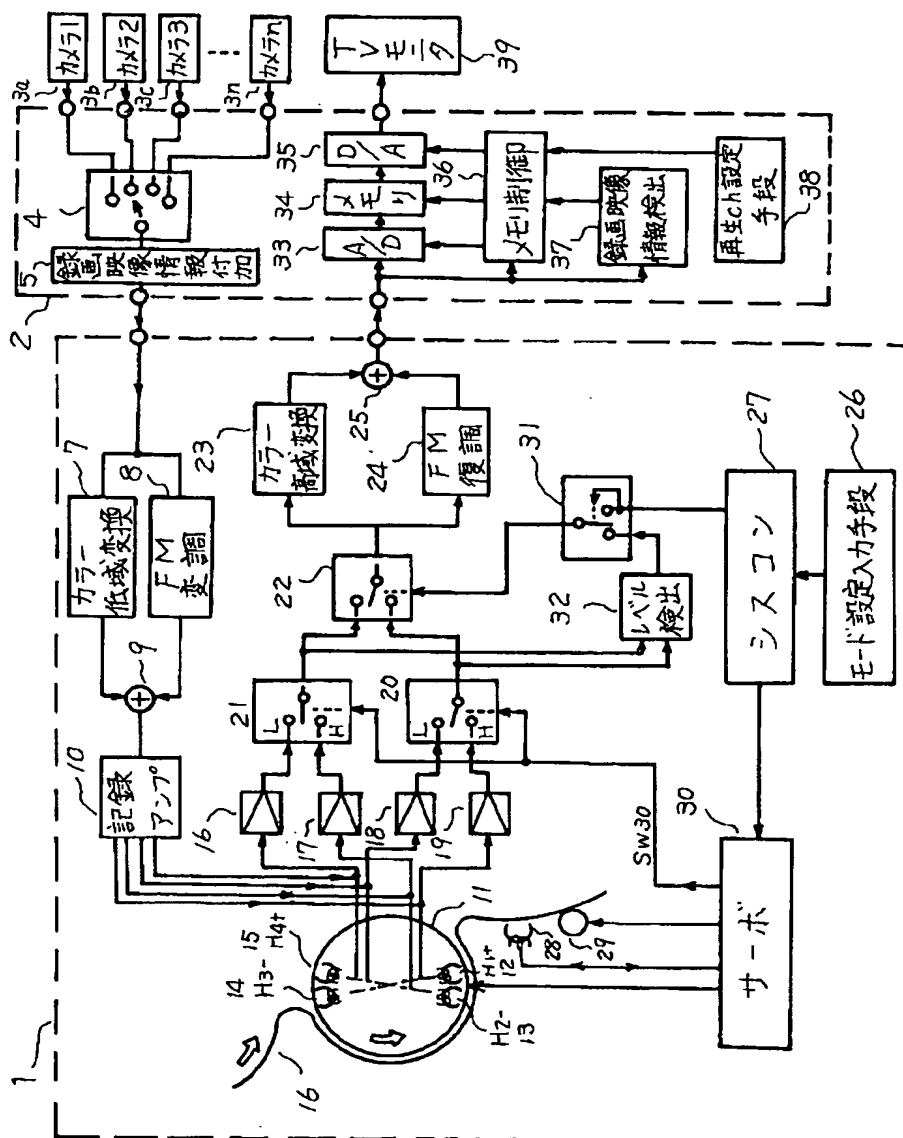 1
2
カメラ1
カメラ2
カメラ3
カメラn
3a
3b
3c
3n
4
5
録画映像情報付加
7
カラー低域変換
8
FM変調
9
+
10
記録アンプ
11
H1+
12
H2-
13
14
H3-
15
H4+
16
16
17
18
19
21
L
H
20
L
H
22
23
カラー高域変換
24
FM復調
25
+
33
A/D
34
メモリ
35
D/A
36
メモリ制御
37
録画映像情報検出
再生ch設定手段
38
TVモニタ
39
31
32
レベル検出
27
シスコン
26
モード設定入力手段
28
29
30
サーボ
SW30